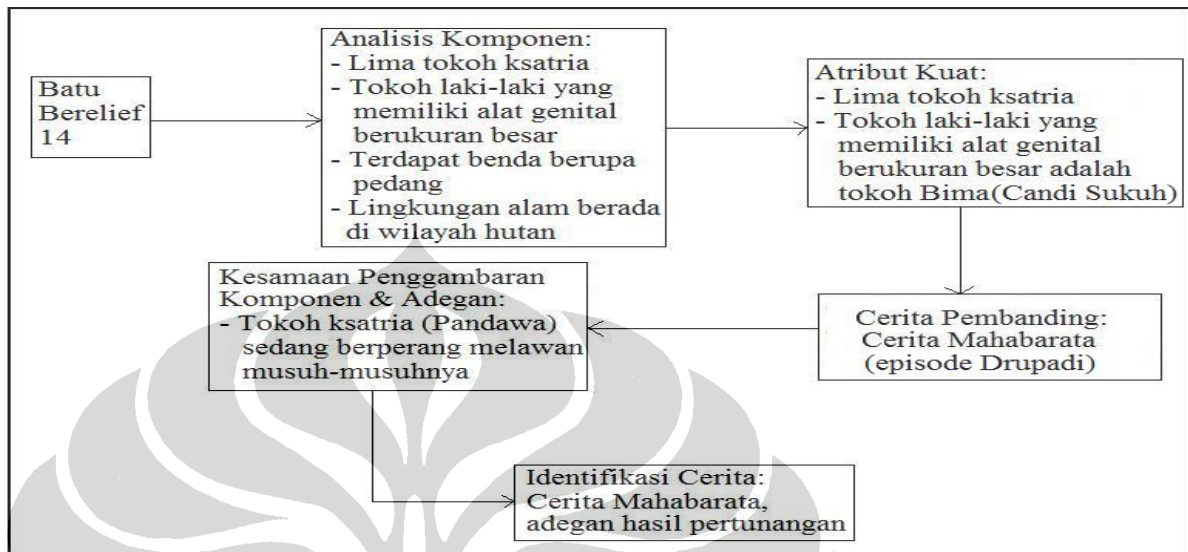 Batu
Berelief
14
Analisis Komponen:
- Lima tokoh ksatria
- Tokoh laki-laki yang
memiliki alat genital
berukuran besar
- Terdapat benda berupa
pedang
- Lingkungan alam berada
di wilayah hutan
Atribut Kuat:
- Lima tokoh ksatria
- Tokoh laki-laki yang
memiliki alat genital
berukuran besar adalah
tokoh Bima(Candi Sukuh)
Cerita Pembanding:
Cerita Mahabarata
(episode Drupadi)
Kesamaan Penggambaran
Komponen & Adegan:
- Tokoh ksatria (Pandawa)
sedang berperang melawan
musuh-musuhnya
Identifikasi Cerita:
Cerita Mahabarata,
adegan hasil pertunangan